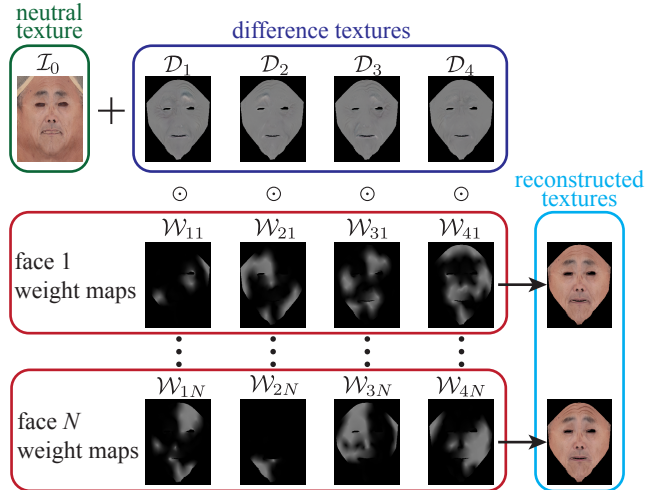 neutral
texture
difference textures
I₀
D₁
D₂
D₃
D₄
+
⊙ ⊙ ⊙ ⊙
reconstructed
textures
W₁₁
W₂₁
W₃₁
W₄₁
face 1
weight maps
W₁N
W₂N
W₃N
W₄N
face N
weight maps